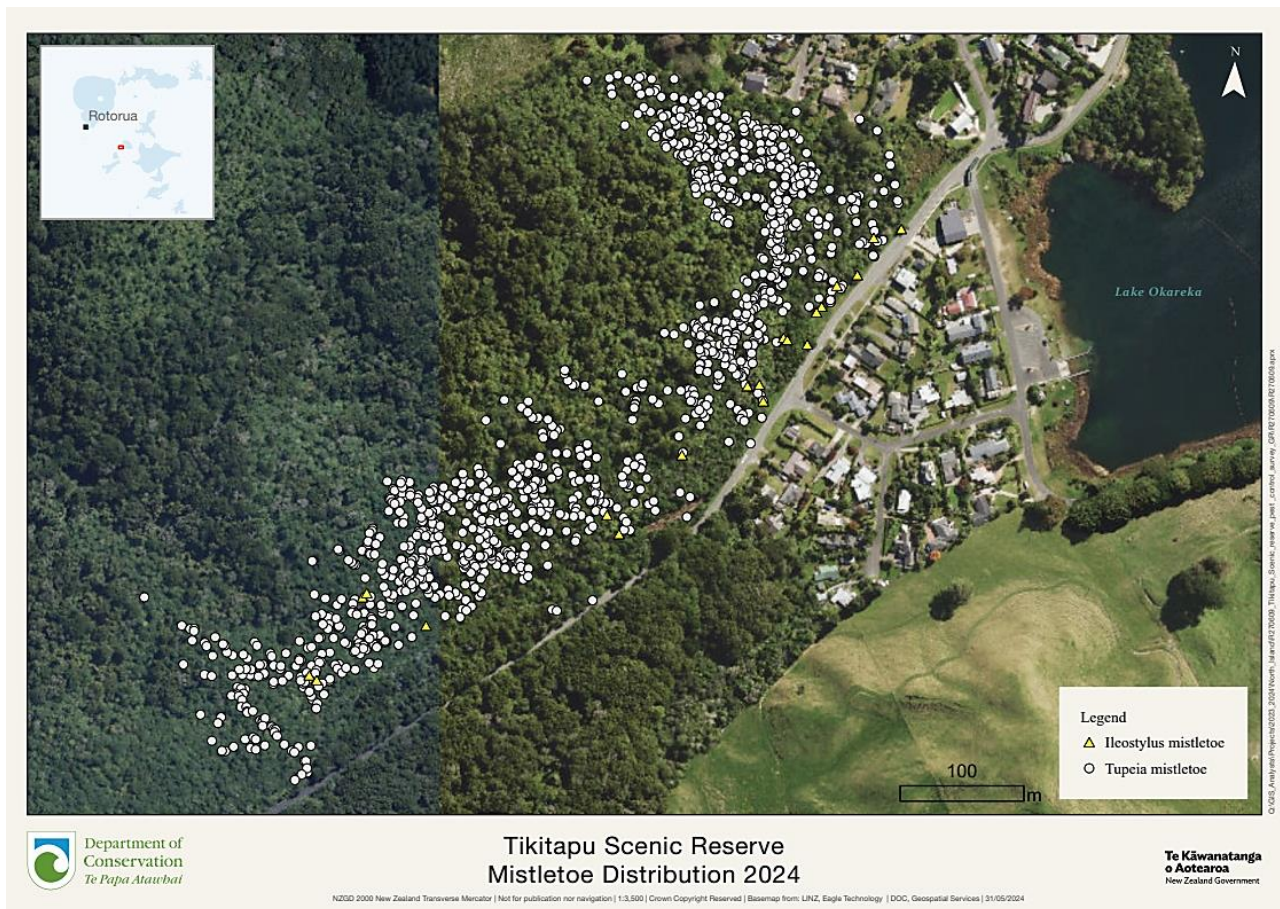 Rotorua
N
Lake Okareka
Legend
Ileostylus mistletoe
Tupeia mistletoe
100
m
Department of
Conservation
Te Papa Atawhai
Tikitapu Scenic Reserve
Mistletoe Distribution 2024
NZGD 2000 New Zealand Transverse Mercator | Not for publication nor navigation | 1:3,500 | Crown Copyright Reserved | Basemap from: LINZ, Eagle Technology | DOC, Geospatial Services | 31/05/2024
Te Kāwanatanga
o Aotearoa
New Zealand Government